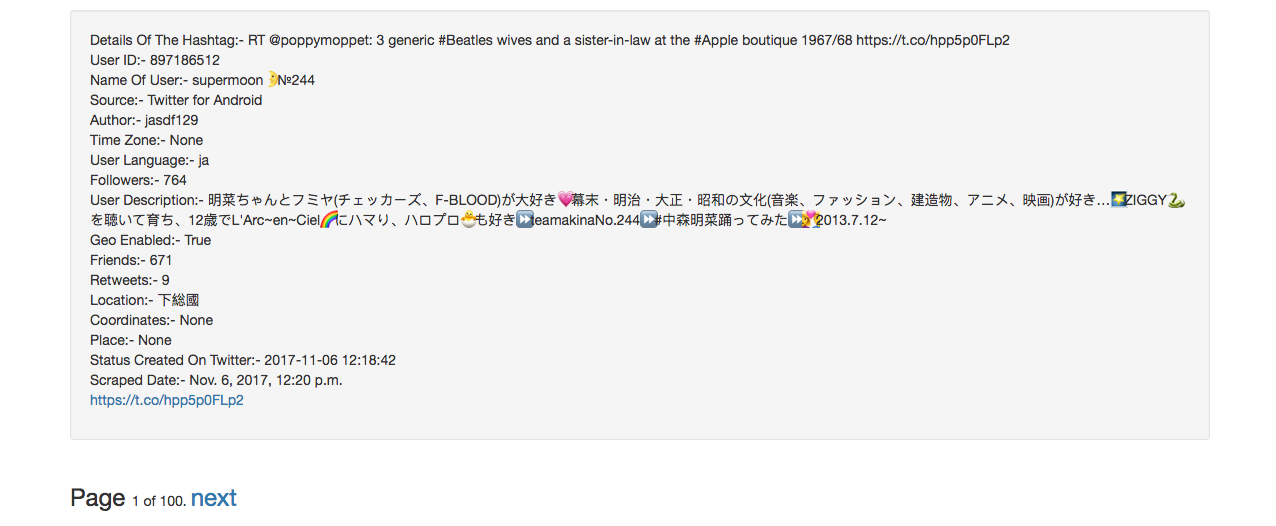 Details Of The Hashtag:- RT @poppymoppet: 3 generic #Beatles wives and a sister-in-law at the #Apple boutique 1967/68 https://t.co/hpp5p0FLp2
User ID:- 897186512
Name Of User:- supermoon 🌛№244
Source:- Twitter for Android
Author:- jasdf129
Time Zone:- None
User Language:- ja
Followers:- 764
User Description:- 明菜ちゃんとフミヤ(チェッカーズ、F-BLOOD)が大好き💗幕末・明治・大正・昭和の文化(音楽、ファッション、建造物、アニメ、映画)が好き…🌠ZIGGY🐍
を聴いて育ち、12歳でL'Arc~en~Ciel🌈にハマり、ハロプロ🐣も好き⏩teamakinaNo.244⏩#中森明菜踊ってみた⏩💏2013.7.12~
Geo Enabled:- True
Friends:- 671
Retweets:- 9
Location:- 下総國
Coordinates:- None
Place:- None
Status Created On Twitter:- 2017-11-06 12:18:42
Scraped Date:- Nov. 6, 2017, 12:20 p.m.
https://t.co/hpp5p0FLp2
Page 1 of 100. next